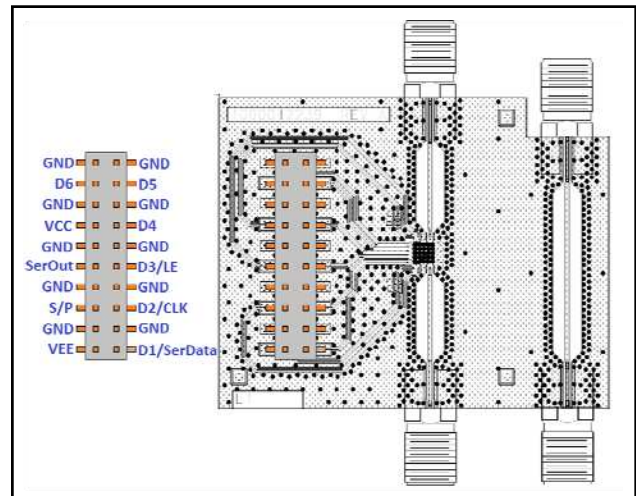 GND GND
D6 D5
GND GND
VCC D4
GND GND
SerOut D3/LE
GND GND
S/P D2/CLK
GND GND
VEE D1/SerData